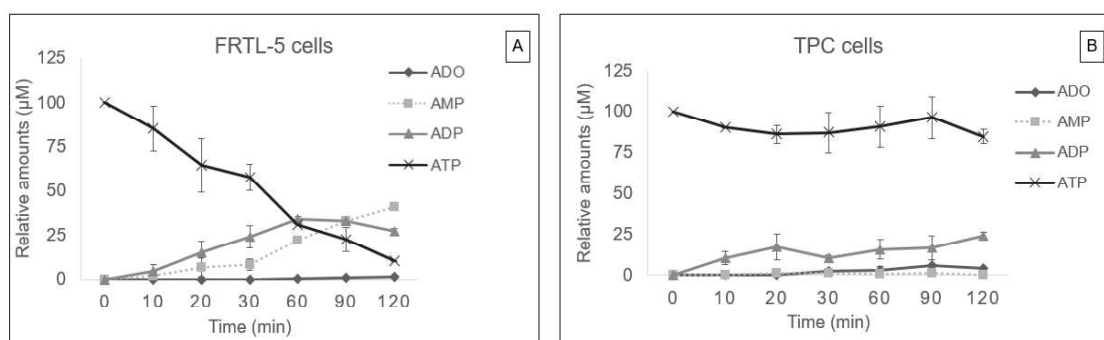 FRTL-5 cells
A
Relative amounts (µM)
125
100
75
50
25
0
0 10 20 30 60 90 120
Time (min)
ADO
AMP
ADP
ATP
TPC cells
B
Relative amounts (µM)
125
100
75
50
25
0
0 10 20 30 60 90 120
Time (min)
ADO
AMP
ADP
ATP